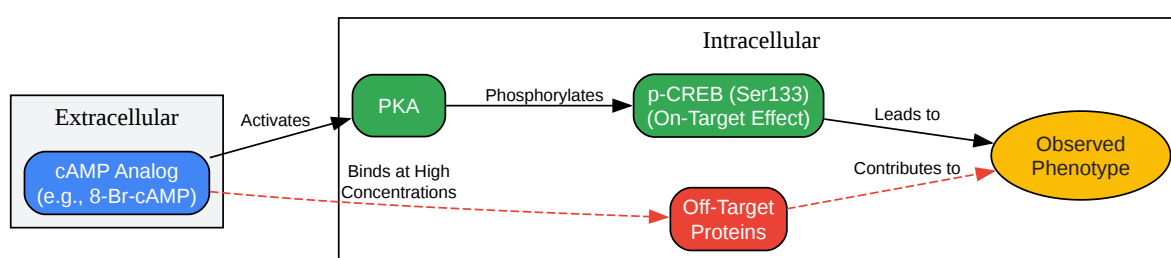 Intracellular
Extracellular
cAMP Analog
(e.g., 8-Br-cAMP)
Activates
PKA
Phosphorylates
p-CREB (Ser133)
(On-Target Effect)
Leads to
Binds at High
Concentrations
Off-Target
Proteins
Contributes to
Observed
Phenotype